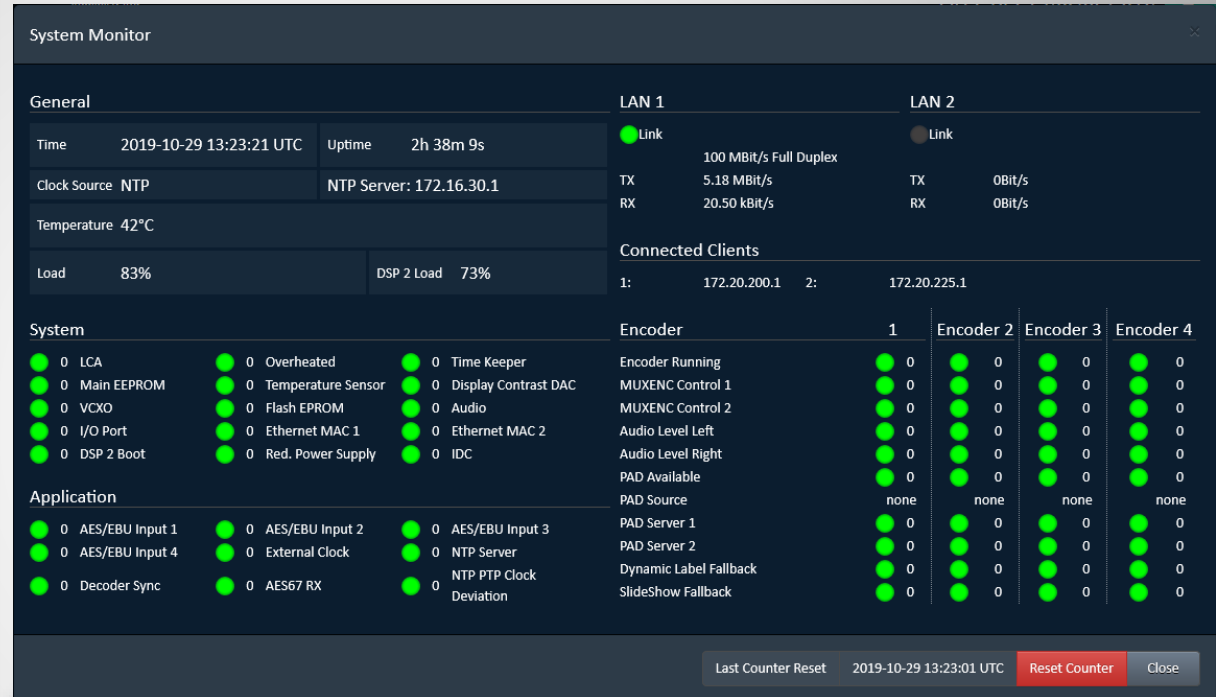 System Monitor
×
General
Time 2019-10-29 13:23:21 UTC Uptime 2h 38m 9s
Clock Source NTP NTP Server: 172.16.30.1
Temperature 42°C
Load 83% DSP 2 Load 73%
System
0 LCA 0 Overheated 0 Time Keeper
0 Main EEPROM 0 Temperature Sensor 0 Display Contrast DAC
0 VCXO 0 Flash EPROM 0 Audio
0 I/O Port 0 Ethernet MAC 1 0 Ethernet MAC 2
0 DSP 2 Boot 0 Red. Power Supply 0 IDC
Application
0 AES/EBU Input 1 0 AES/EBU Input 2 0 AES/EBU Input 3
0 AES/EBU Input 4 0 External Clock 0 NTP Server
0 Decoder Sync 0 AES67 RX 0 NTP PTP Clock
Deviation
LAN 1 LAN 2
Link Link
100 MBit/s Full Duplex
TX 5.18 MBit/s TX 0Bit/s
RX 20.50 kBit/s RX 0Bit/s
Connected Clients
1: 172.20.200.1 2: 172.20.225.1
Encoder 1 Encoder 2 Encoder 3 Encoder 4
Encoder Running 0 0 0 0
MUXENC Control 1 0 0 0 0
MUXENC Control 2 0 0 0 0
Audio Level Left 0 0 0 0
Audio Level Right 0 0 0 0
PAD Available 0 0 0 0
PAD Source none none none none
PAD Server 1 0 0 0 0
PAD Server 2 0 0 0 0
Dynamic Label Fallback 0 0 0 0
SlideShow Fallback 0 0 0 0
Last Counter Reset 2019-10-29 13:23:01 UTC Reset Counter Close